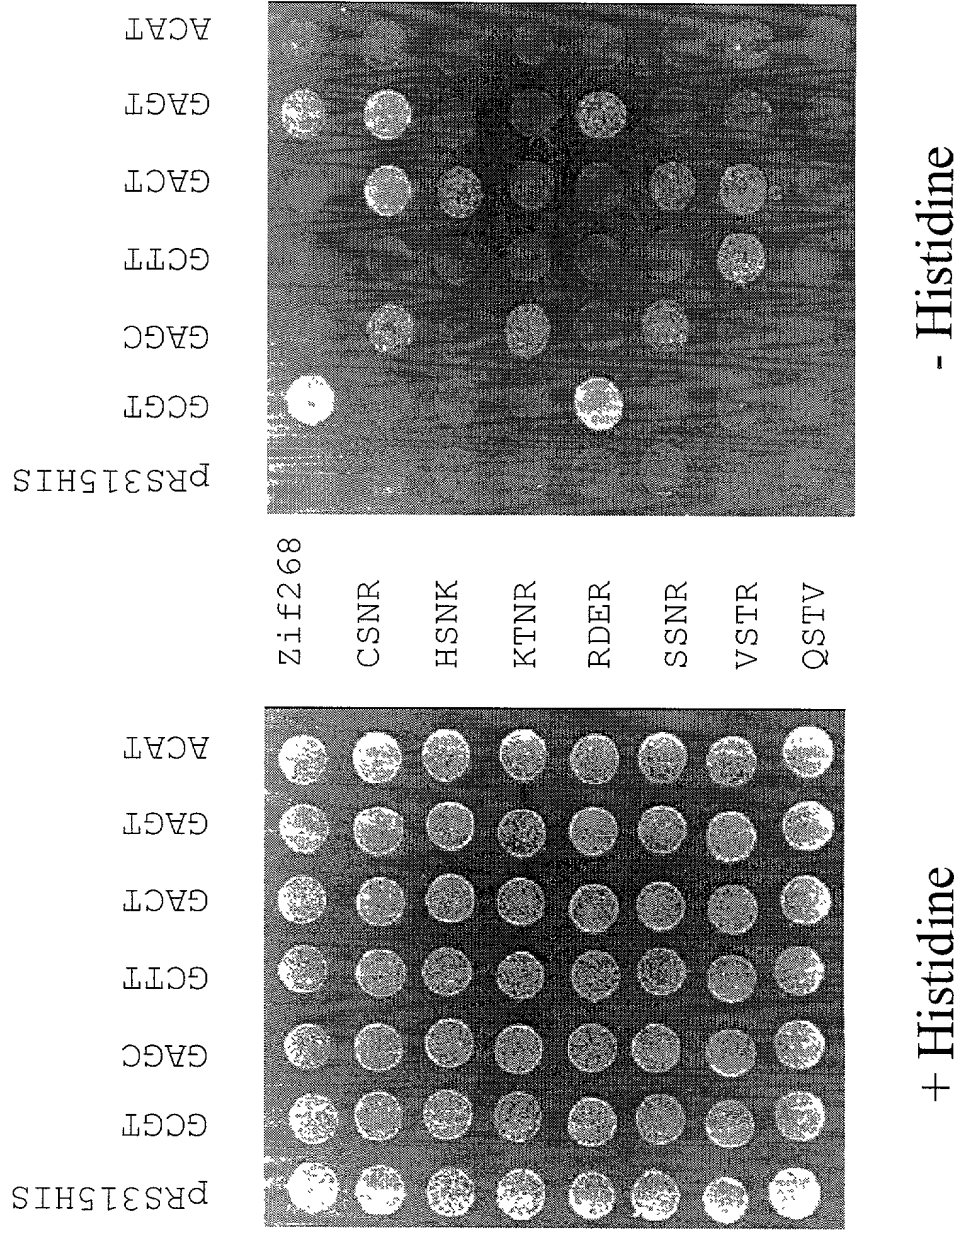 ACAT
GAGT
GACT
GCTT
GAGC
GCGT
pRS315HIS
- Histidine
Zif268
CSNR
HSNK
KTNR
RDER
SSNR
VSTR
QSTV
ACAT
GAGT
GACT
GCTT
GAGC
GCGT
pRS315HIS
+ Histidine